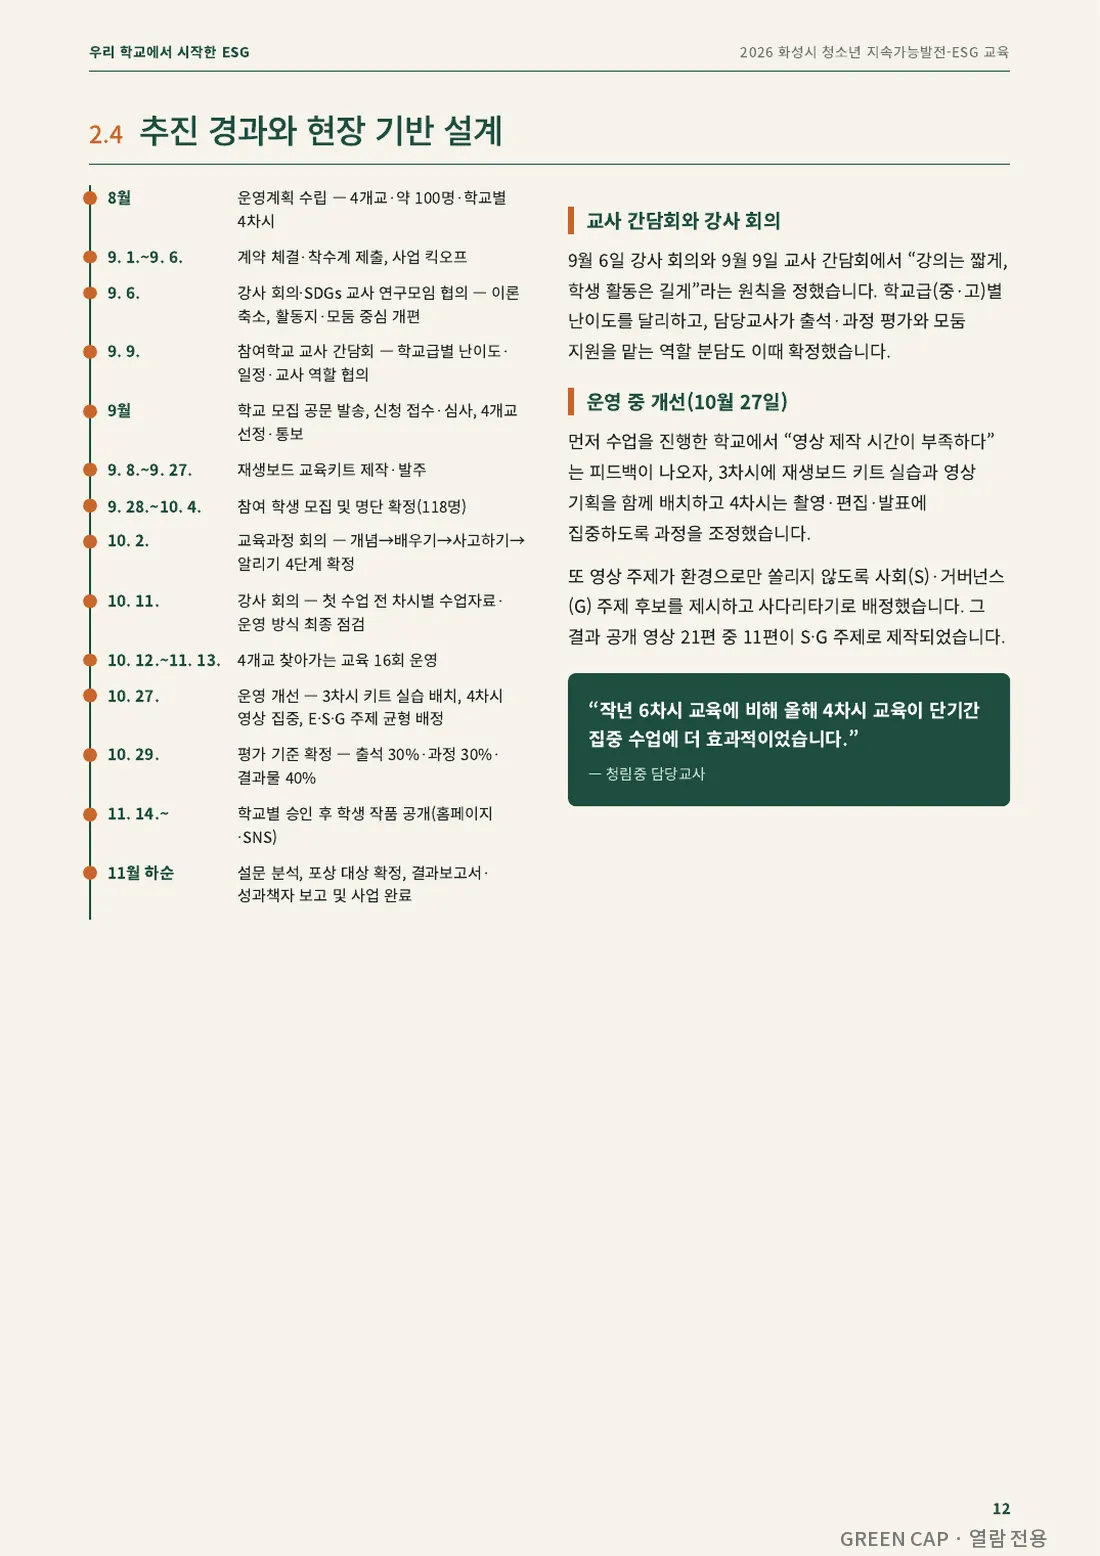 우리 학교에서 시작한 ESG
2026 화성시 청소년 지속가능발전-ESG 교육
2.4 추진 경과와 현장 기반 설계
8월 운영계획 수립 — 4개교·약 100명·학교별
4차시
9. 1.~9. 6. 계약 체결·착수계 제출, 사업 킥오프
9. 6. 강사 회의·SDGs 교사 연구모임 협의 — 이론
축소, 활동지·모둠 중심 개편
9. 9. 참여학교 교사 간담회 — 학교급별 난이도·
일정·교사 역할 협의
9월 학교 모집 공문 발송, 신청 접수·심사, 4개교
선정·통보
9. 8.~9. 27. 재생보드 교육키트 제작·발주
9. 28.~10. 4. 참여 학생 모집 및 명단 확정(118명)
10. 2. 교육과정 회의 — 개념→배우기→사고하기→
알리기 4단계 확정
10. 11. 강사 회의 — 첫 수업 전 차시별 수업자료·
운영 방식 최종 점검
10. 12.~11. 13. 4개교 찾아가는 교육 16회 운영
10. 27. 운영 개선 — 3차시 키트 실습 배치, 4차시
영상 집중, E·S·G 주제 균형 배정
10. 29. 평가 기준 확정 — 출석 30%·과정 30%·
결과물 40%
11. 14.~ 학교별 승인 후 학생 작품 공개(홈페이지
·SNS)
11월 하순 설문 분석, 포상 대상 확정, 결과보고서·
성과책자 보고 및 사업 완료
교사 간담회와 강사 회의
9월 6일 강사 회의와 9월 9일 교사 간담회에서 “강의는 짧게,
학생 활동은 길게”라는 원칙을 정했습니다. 학교급(중·고)별
난이도를 달리하고, 담당교사가 출석·과정 평가와 모둠
지원을 맡는 역할 분담도 이때 확정했습니다.
운영 중 개선(10월 27일)
먼저 수업을 진행한 학교에서 “영상 제작 시간이 부족하다”
는 피드백이 나오자, 3차시에 재생보드 키트 실습과 영상
기획을 함께 배치하고 4차시는 촬영·편집·발표에
집중하도록 과정을 조정했습니다.
또 영상 주제가 환경으로만 쏠리지 않도록 사회(S)·거버넌스
(G) 주제 후보를 제시하고 사다리타기로 배정했습니다. 그
결과 공개 영상 21편 중 11편이 S·G 주제로 제작되었습니다.
“작년 6차시 교육에 비해 올해 4차시 교육이 단기간
집중 수업에 더 효과적이었습니다.”
— 청림중 담당교사
12
GREEN CAP · 열람 전용